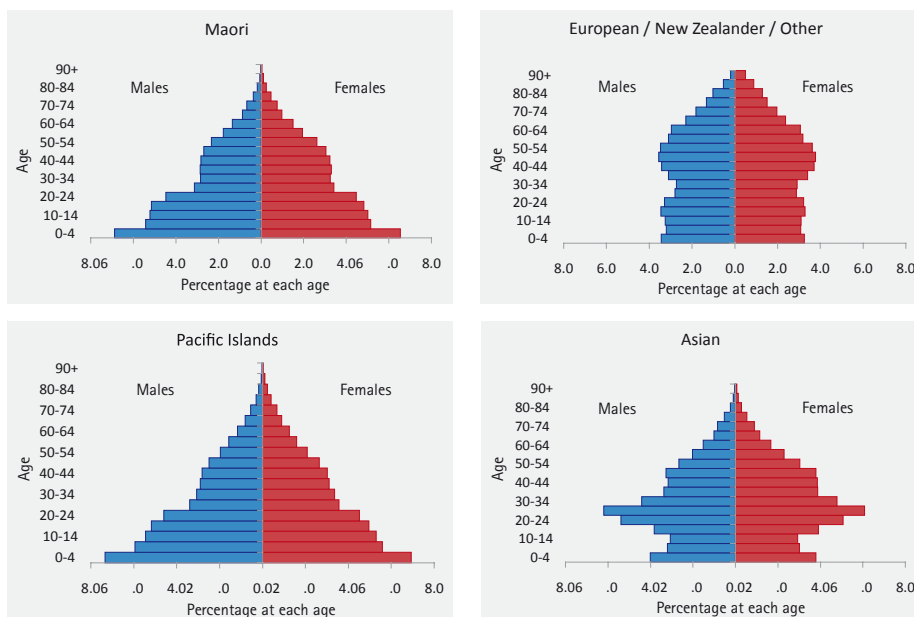 Maori
90+
80-84
70-74
60-64
50-54
40-44
30-34
20-24
10-14
0-4
Age
Males
Females
8.06 .0 4.0 2.0 0.0 2.0 4.06 .0 8.0
Percentage at each age
European / New Zealander / Other
90+
80-84
70-74
60-64
50-54
40-44
30-34
20-24
10-14
0-4
Age
Males
Females
8.0 6.0 4.0 2.0 0.0 2.0 4.0 6.0 8.0
Percentage at each age
Pacific Islands
90+
80-84
70-74
60-64
50-54
40-44
30-34
20-24
10-14
0-4
Age
Males
Females
8.06 .0 4.02 .0 0.02 .0 4.06 .0 8.0
Percentage at each age
Asian
90+
80-84
70-74
60-64
50-54
40-44
30-34
20-24
10-14
0-4
Age
Males
Females
8.06 .0 4.02 .0 0.02 .0 4.06 .0 8.0
Percentage at each age